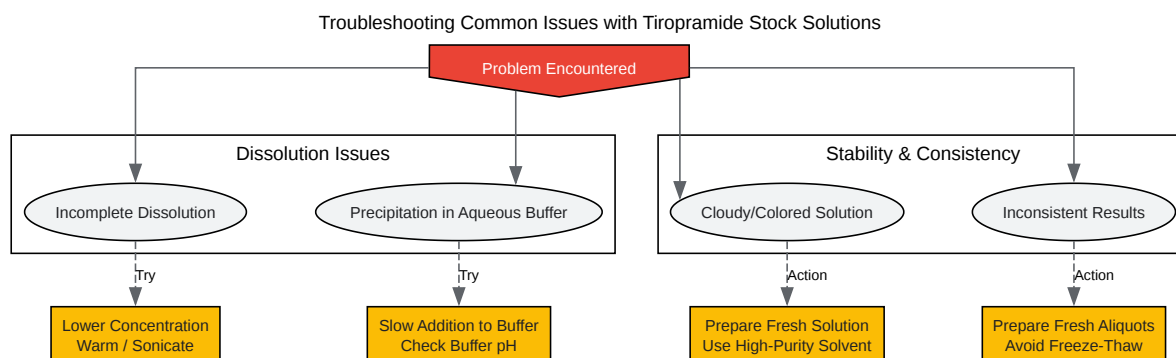 Troubleshooting Common Issues with Tiropramide Stock Solutions
Problem Encountered
Dissolution Issues
Stability & Consistency
Incomplete Dissolution
Precipitation in Aqueous Buffer
Cloudy/Colored Solution
Inconsistent Results
Try
Try
Action
Action
Lower Concentration
Warm / Sonicate
Slow Addition to Buffer
Check Buffer pH
Prepare Fresh Solution
Use High-Purity Solvent
Prepare Fresh Aliquots
Avoid Freeze-Thaw